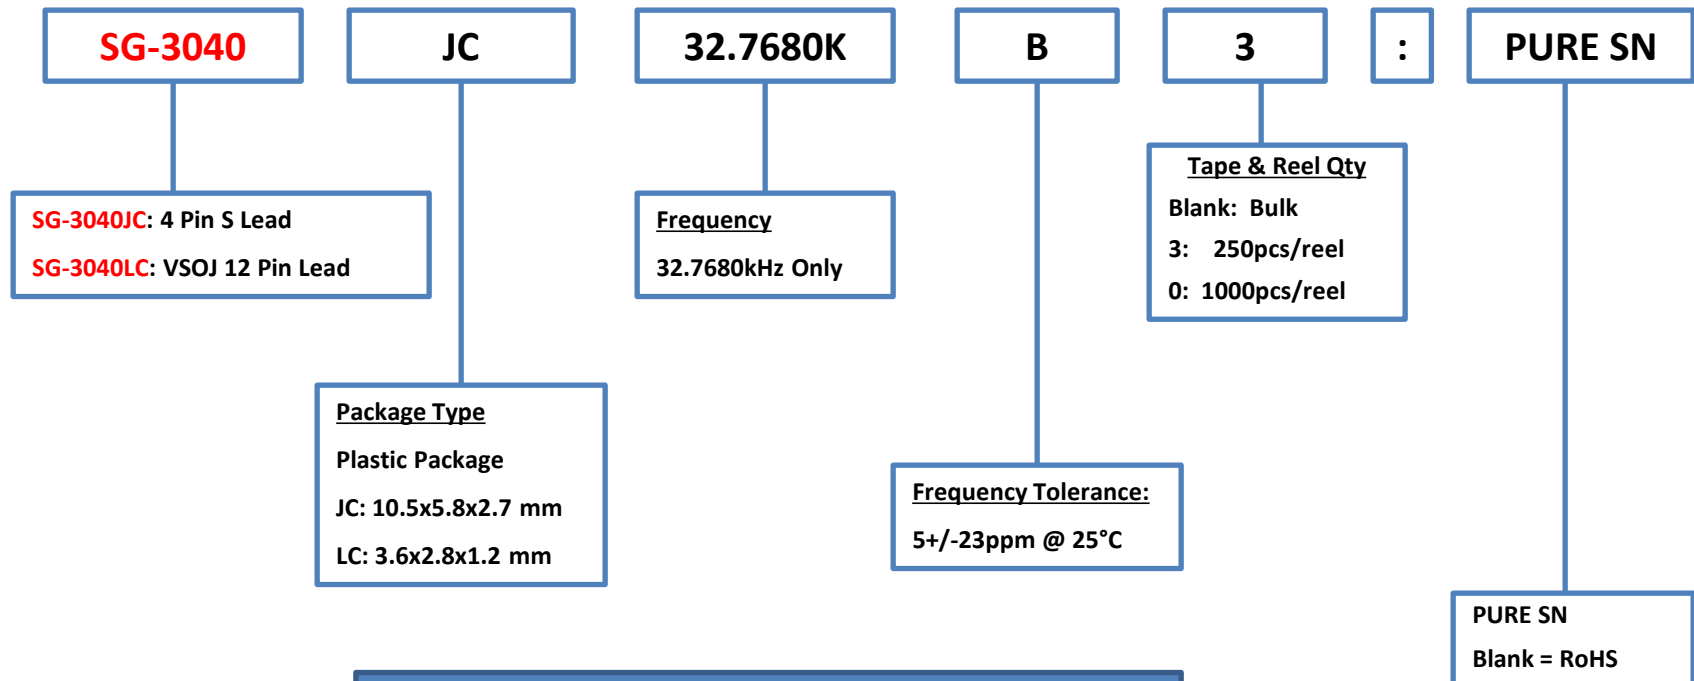 SG-3040
JC
32.7680K
B
3
:
PURE SN
SG-3040JC: 4 Pin S Lead
SG-3040LC: VSOJ 12 Pin Lead
Frequency
32.7680kHz Only
Tape & Reel Qty
Blank: Bulk
3: 250pcs/reel
0: 1000pcs/reel
Package Type
Plastic Package
JC: 10.5x5.8x2.7 mm
LC: 3.6x2.8x1.2 mm
Frequency Tolerance:
5+/-23ppm @ 25°C
PURE SN
Blank = RoHS